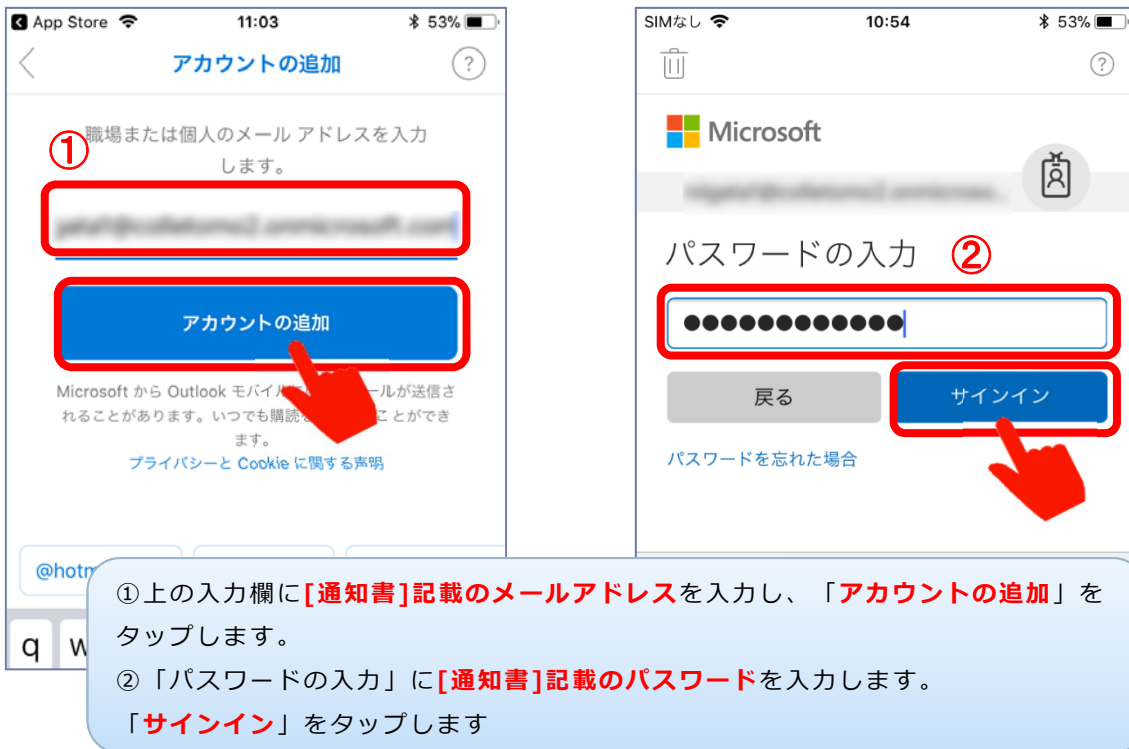 App Store
11:03
53%
アカウントの追加
?
①
職場または個人のメール アドレスを入力
します。
アカウントの追加
Microsoft から Outlook モバイル
ールが送信さ
れることがあります。いつでも購読を
ことができ
ます。
プライバシーと Cookie に関する声明
@hotm
q w
SIMなし
10:54
53%
?
Microsoft
パスワードの入力
②
戻る
サインイン
パスワードを忘れた場合
①上の入力欄に[通知書]記載のメールアドレスを入力し、「アカウントの追加」を
タップします。
②「パスワードの入力」に[通知書]記載のパスワードを入力します。
「サインイン」をタップします